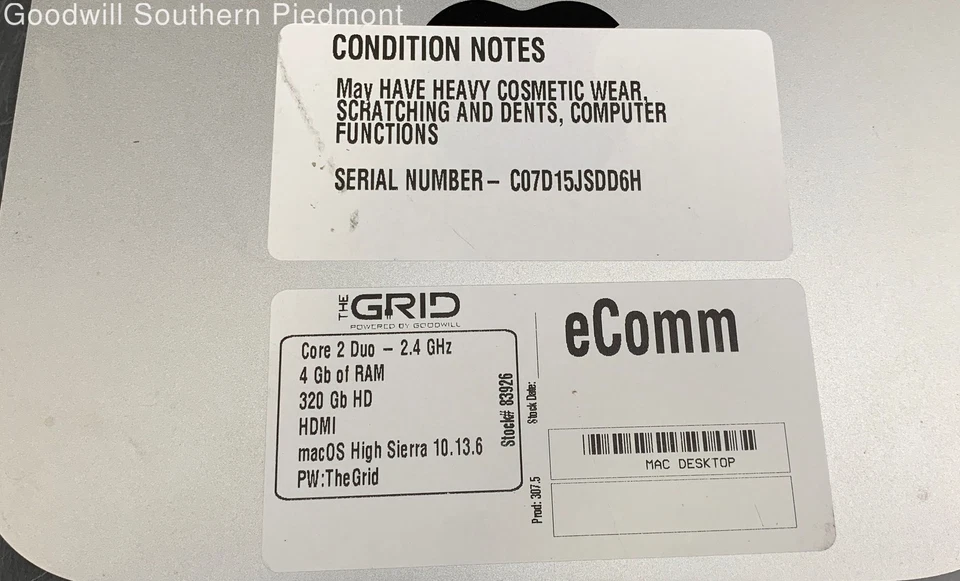 Goodwill Southern Piedmont
CONDITION NOTES
May HAVE HEAVY COSMETIC WEAR,
SCRATCHING AND DENTS, COMPUTER
FUNCTIONS
SERIAL NUMBER – C07D15JSDD6H
THE GRID
POWERED BY GOODWILL
Core 2 Duo – 2.4 GHz
4 Gb of RAM
320 Gb HD
HDMI
macOS High Sierra 10.13.6
PW:TheGrid
Stock# 83926
Stock Date:
Prod: 307.5
eComm
MAC DESKTOP